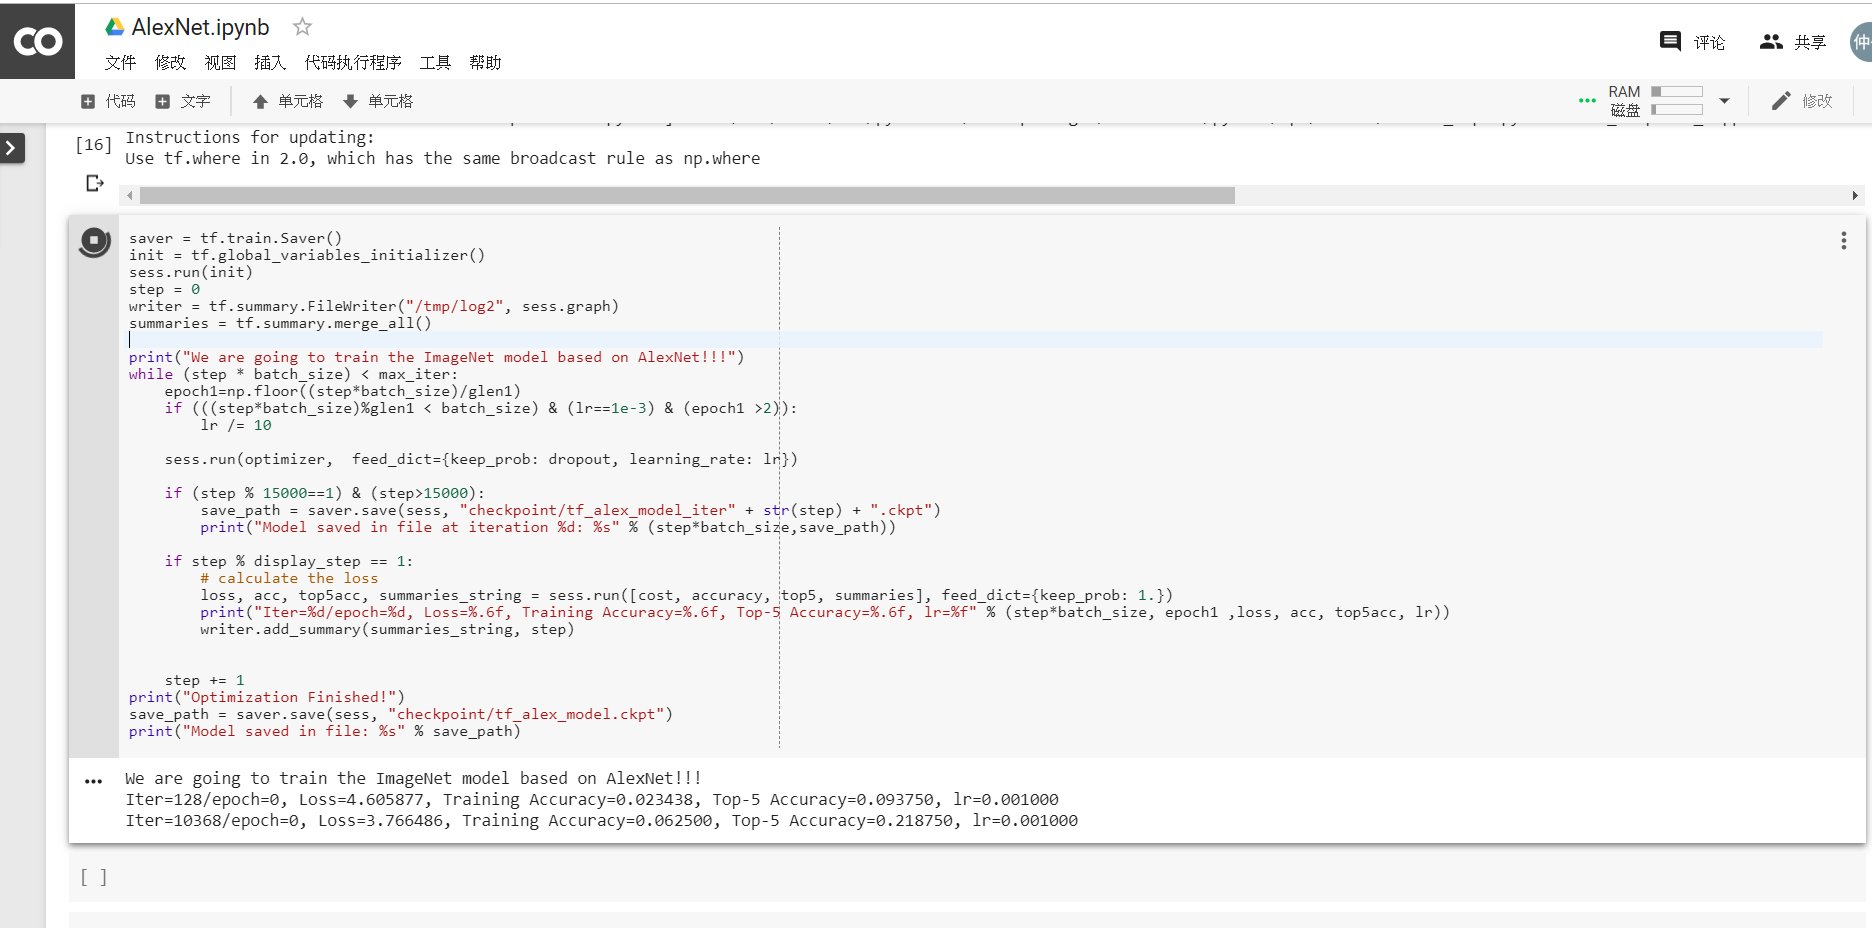 CO AlexNet.ipynb
评论 共享 仲
文件 修改 视图 插入 代码执行程序 工具 帮助
代码 文字 单元格 单元格 RAM 磁盘 修改
[16] Instructions for updating:
Use tf.where in 2.0, which has the same broadcast rule as np.where
saver = tf.train.Saver()
init = tf.global_variables_initializer()
sess.run(init)
step = 0
writer = tf.summary.FileWriter("/tmp/log2", sess.graph)
summaries = tf.summary.merge_all()
print("We are going to train the ImageNet model based on AlexNet!!!")
while (step * batch_size) < max_iter:
    epoch1=np.floor((step*batch_size)/glen1)
    if (((step*batch_size)%glen1 < batch_size) & (lr==1e-3) & (epoch1 >2)):
        lr /= 10
    sess.run(optimizer,  feed_dict={keep_prob: dropout, learning_rate: lr})
    if (step % 15000==1) & (step>15000):
        save_path = saver.save(sess, "checkpoint/tf_alex_model_iter" + str(step) + ".ckpt")
        print("Model saved in file at iteration %d: %s" % (step*batch_size,save_path))
    if step % display_step == 1:
        # calculate the loss
        loss, acc, top5acc, summaries_string = sess.run([cost, accuracy, top5, summaries], feed_dict={keep_prob: 1.})
        print("Iter=%d/epoch=%d, Loss=%.6f, Training Accuracy=%.6f, Top-5 Accuracy=%.6f, lr=%f" % (step*batch_size, epoch1 ,loss, acc, top5acc, lr))
        writer.add_summary(summaries_string, step)
    step += 1
print("Optimization Finished!")
save_path = saver.save(sess, "checkpoint/tf_alex_model.ckpt")
print("Model saved in file: %s" % save_path)
We are going to train the ImageNet model based on AlexNet!!!
Iter=128/epoch=0, Loss=4.605877, Training Accuracy=0.023438, Top-5 Accuracy=0.093750, lr=0.001000
Iter=10368/epoch=0, Loss=3.766486, Training Accuracy=0.062500, Top-5 Accuracy=0.218750, lr=0.001000
[ ]